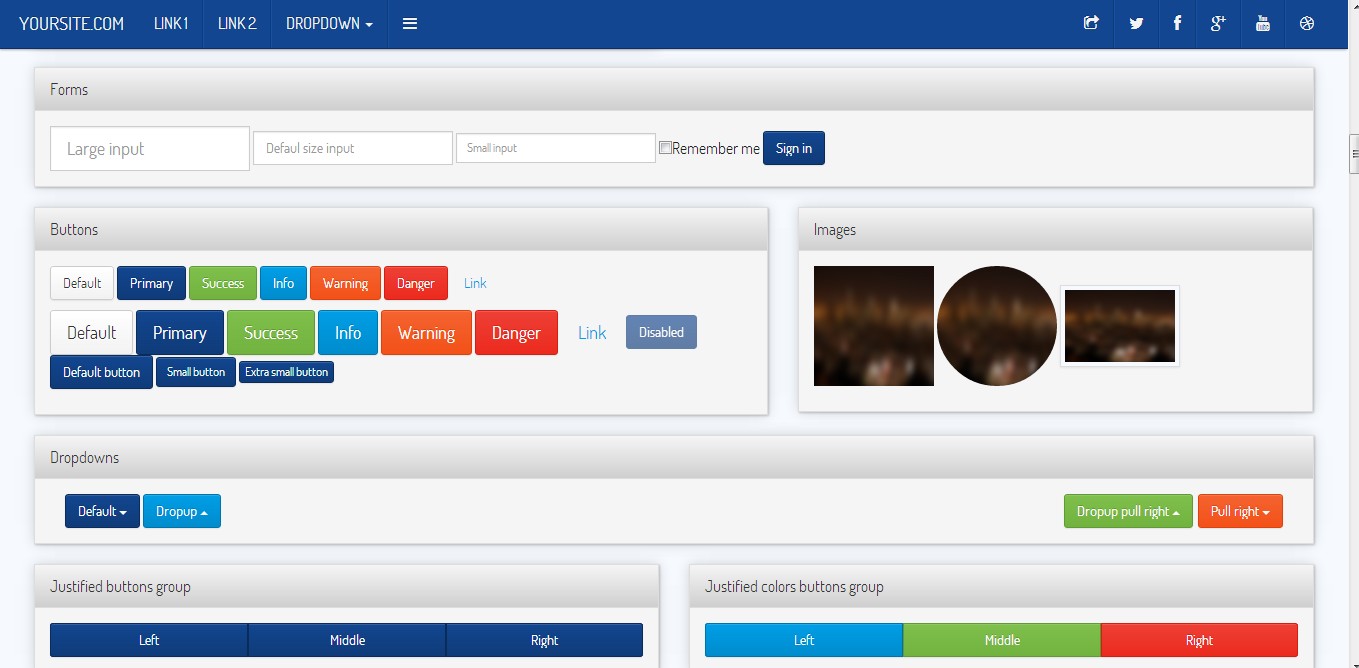 YOURSITE.COM LINK1 LINK2 DROPDOWN
Forms
Large input Defaul size input Small input Remember me Sign in
Buttons Images
Default Primary Success Info Warning Danger Link
Default Primary Success Info Warning Danger Link Disabled
Default button Small button Extra small button
Dropdowns
Default Dropup Dropup pull right Pull right
Justified buttons group Justified colors buttons group
Left Middle Right Left Middle Right